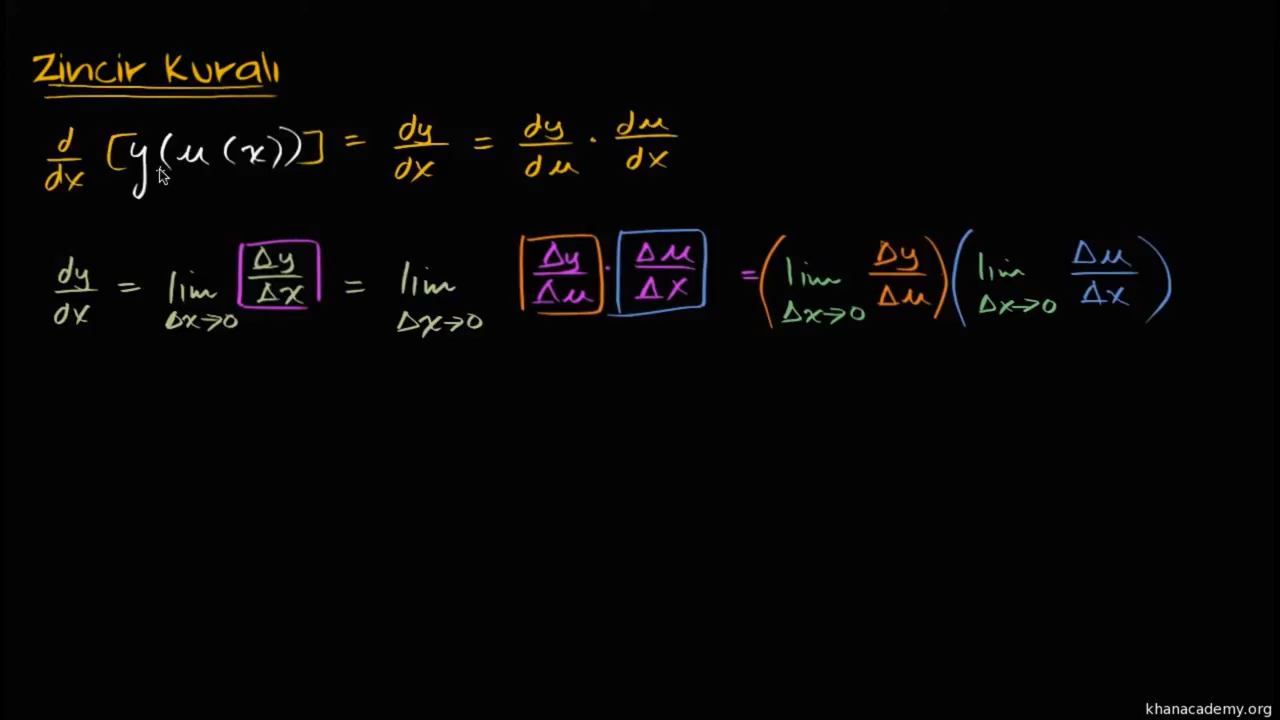 Zincir Kuralı
d/dx [y(u(x))] = dy/dx = dy/du · du/dx
dy/dx = lim Δx→0 Δy/Δx = lim Δx→0 Δy/Δu · Δu/Δx = (lim Δx→0 Δy/Δu) (lim Δx→0 Δu/Δx)
khanacademy.org